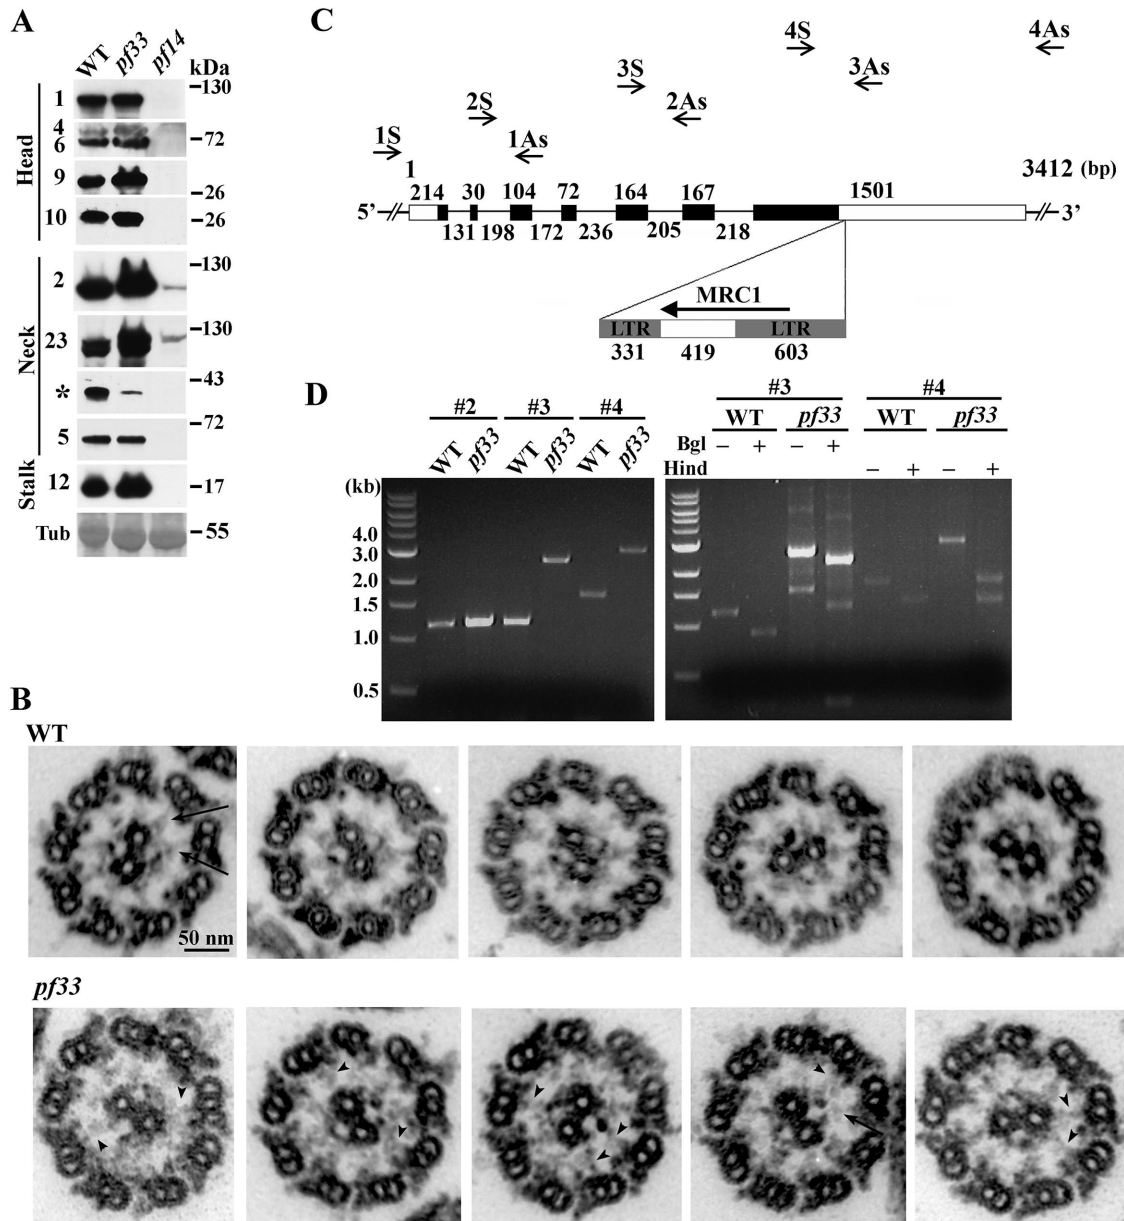 A
WT pf33 pf14
kDa
Head
1
4
6
9
10
Neck
2
23
*
5
Stalk
12
Tub
–130
–72
–26
–26
–130
–130
–43
–72
–17
–55
C
4S 4As
3S 3As
2S 2As
1S 1As
1 3412 (bp)
214 30 104 72 164 167 1501
5’ 3’
131 198 172 236 205 218
MRC1
LTR LTR
331 419 603
D
#2 #3 #4
WT pf33 WT pf33 WT pf33
(kb)
4.0
3.0
2.0
1.5
1.0
0.5
#3 #4
WT pf33 WT pf33
Bgl – + – +
Hind – + – +
B
WT
50 nm
pf33